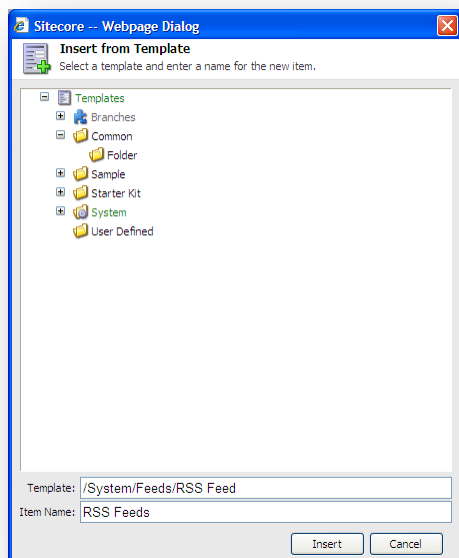 Sitecore -- Webpage Dialog
Insert from Template
Select a template and enter a name for the new item.
Templates
Branches
Common
Folder
Sample
Starter Kit
System
User Defined
Template: /System/Feeds/RSS Feed
Item Name: RSS Feeds
Insert Cancel